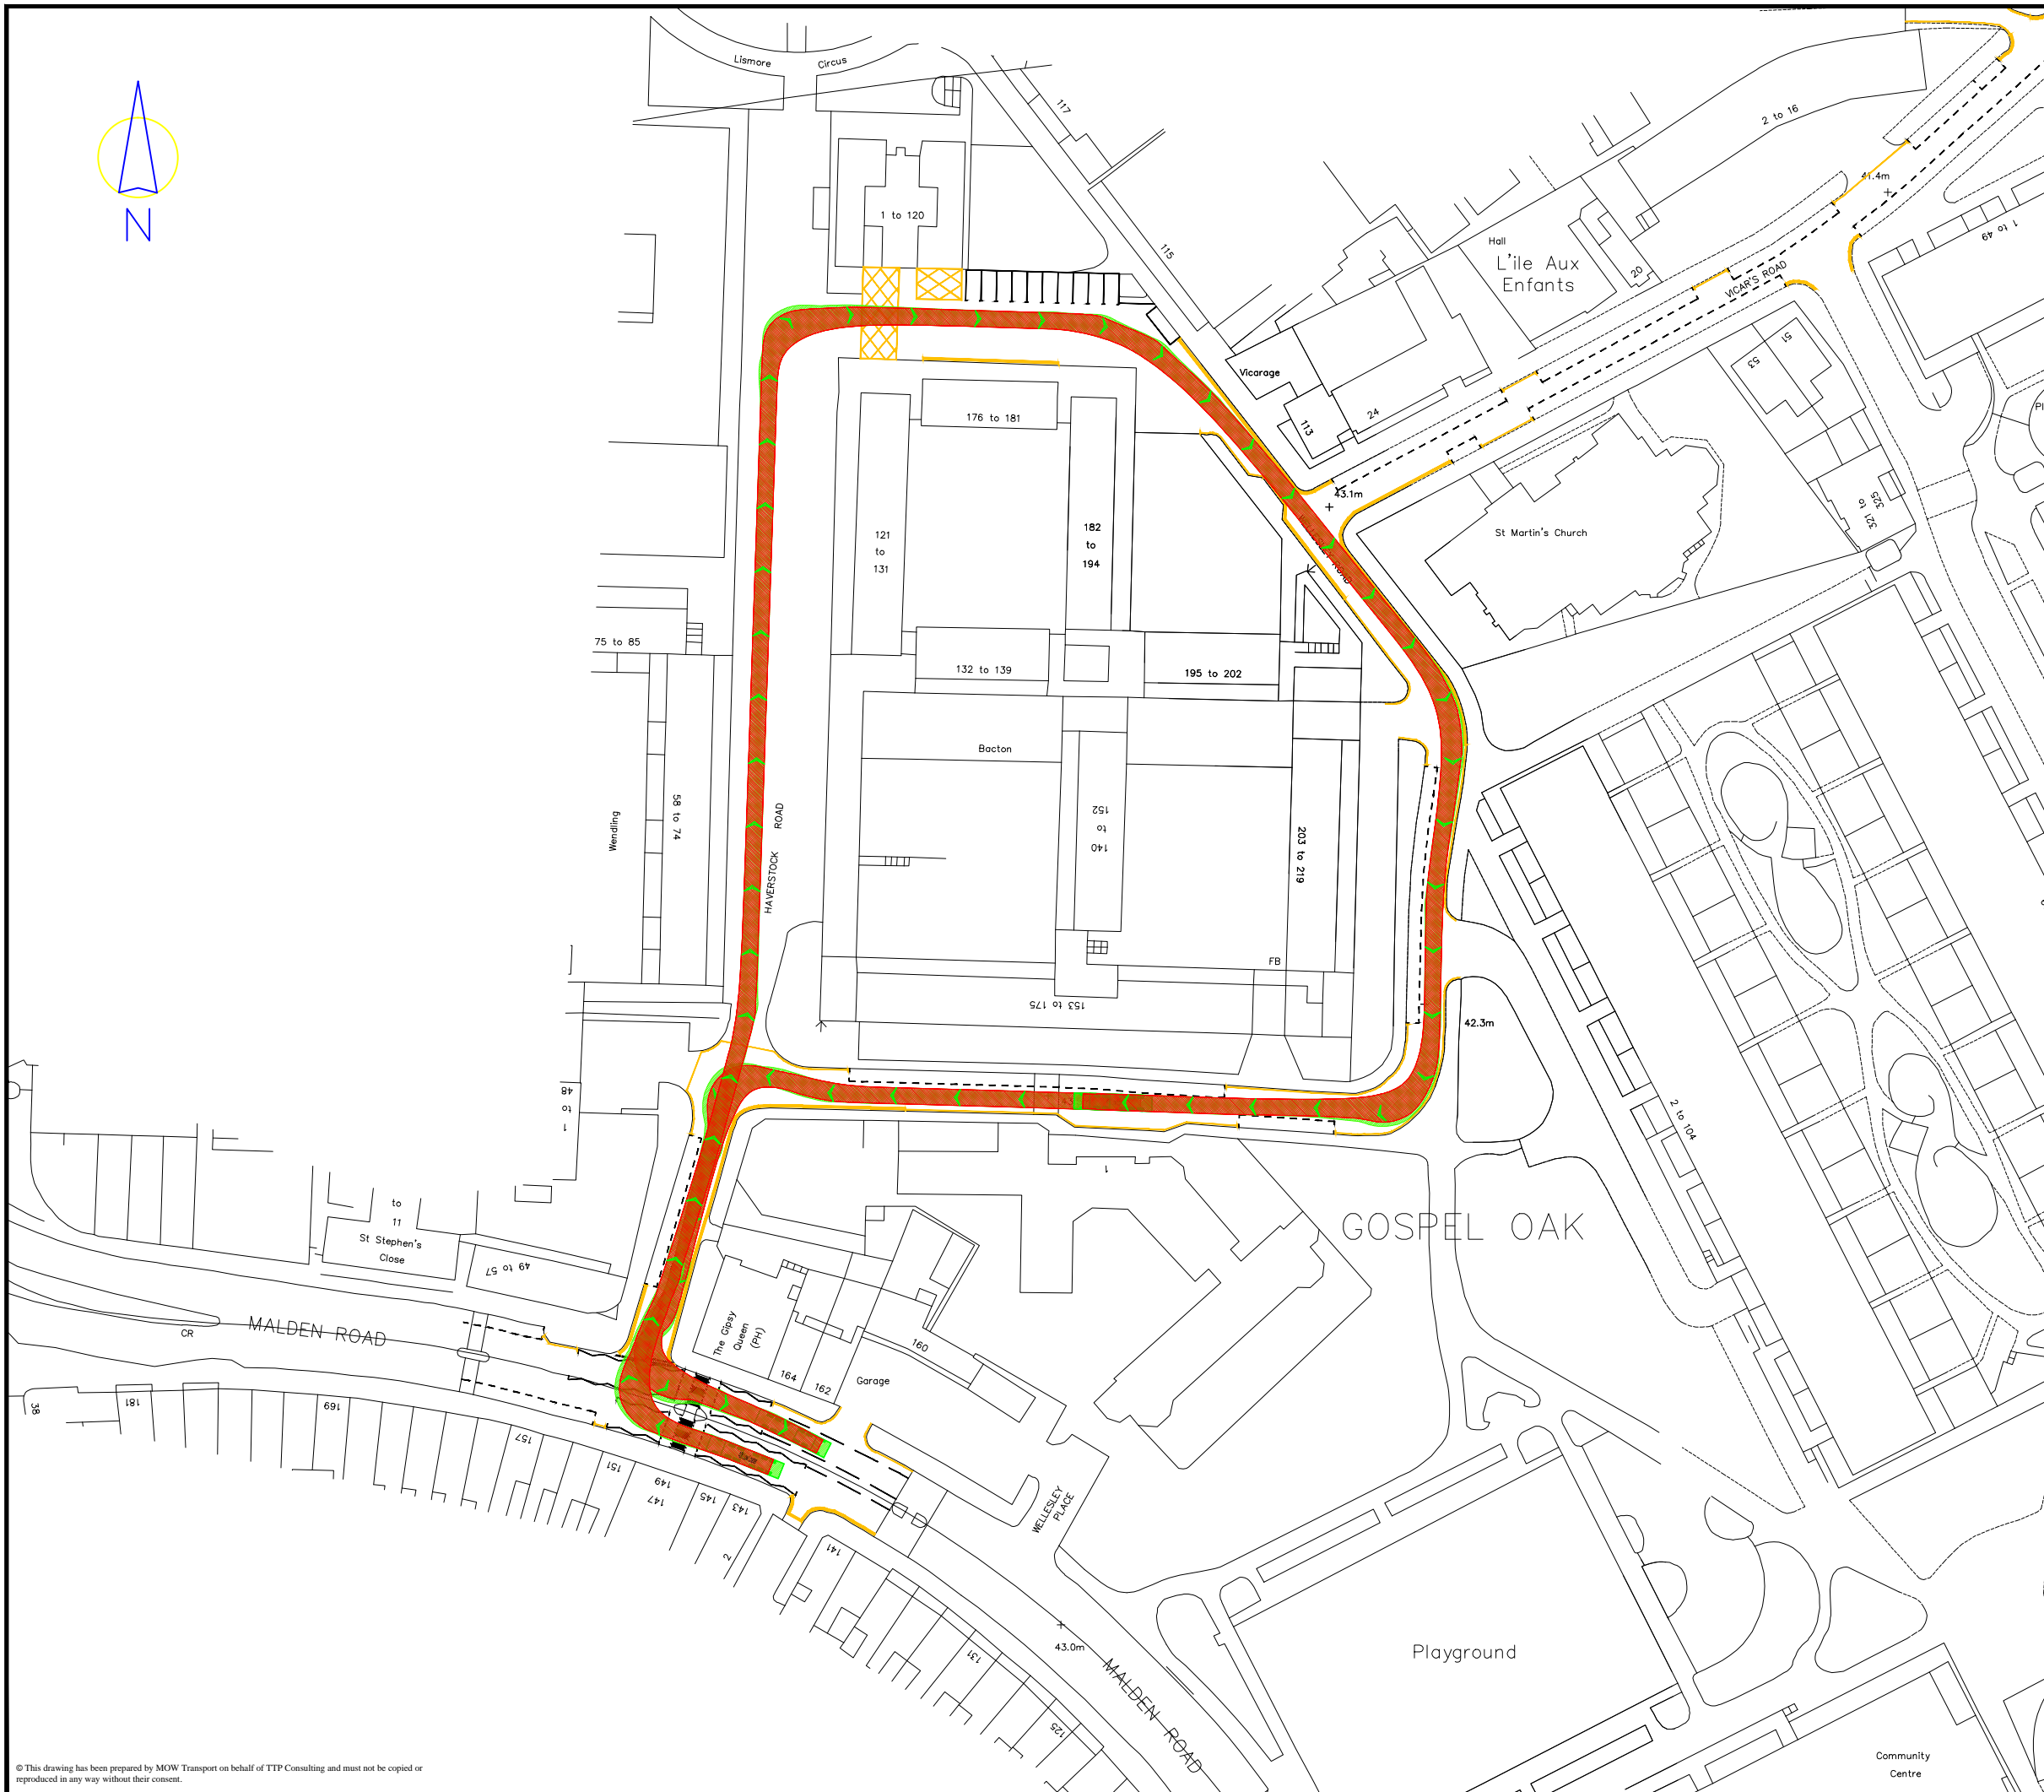 Lismore Circus
117
2 to 16
41.4m
N
1 to 120
115
Hall
L'ile Aux
Enfants
20
VICAR'S ROAD
1 to 49
Vicarage
51
53
24
113
176 to 181
43.1m
182
to
194
121
to
131
St Martin's Church
321 to
325
WELLESLEY ROAD
75 to 85
132 to 139
195 to 202
Bacton
Wendling
58 to 74
HAVERSTOCK ROAD
152
to
140
203 to 219
FB
153 to 175
42.3m
48
to
1
2 to 104
1
to
11
St Stephen's
Close
49 to 57
GOSPEL OAK
MALDEN ROAD
CR
The Gipsy
Queen
(PH)
164
162
160
Garage
38
181
169
157
151
149
147
145
143
2
141
WELLESLEY
PLACE
131
43.0m
MALDEN ROAD
125
Playground
Community
Centre
© This drawing has been prepared by MOW Transport on behalf of TTP Consulting and must not be copied or
reproduced in any way without their consent.